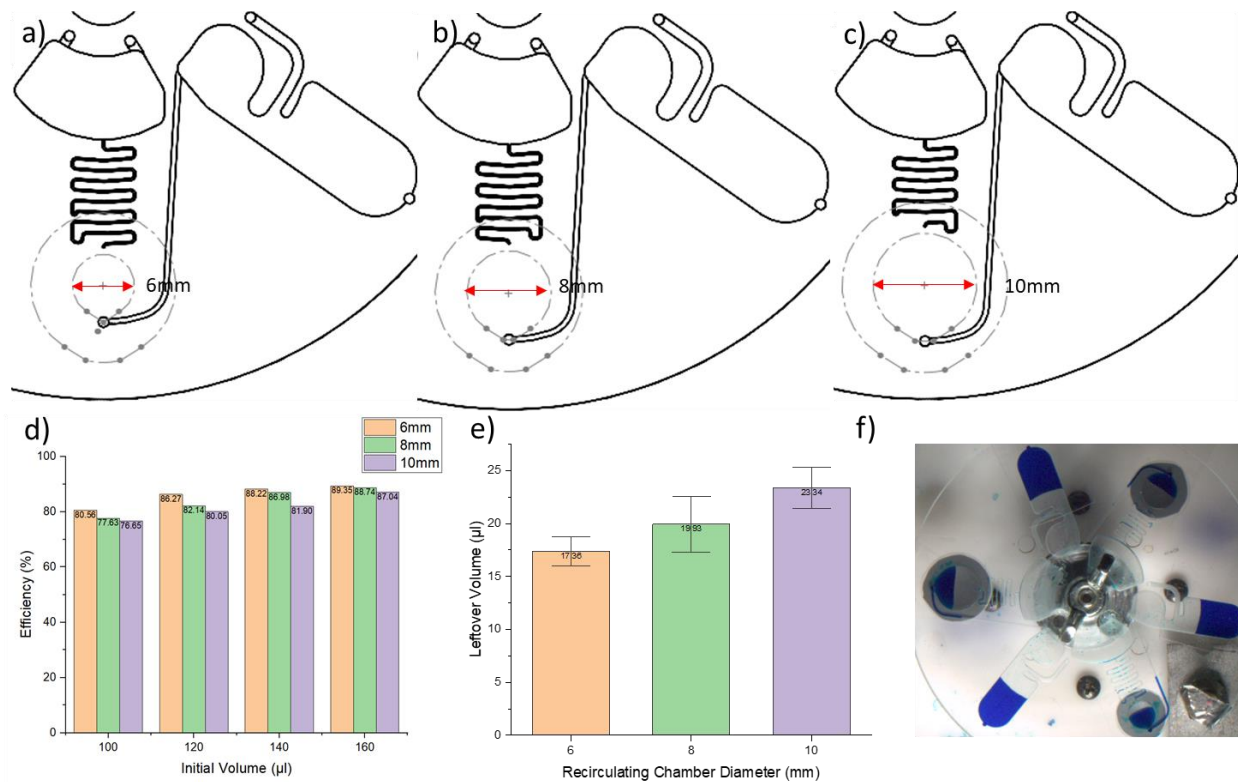 a)
b)
c)
6mm
8mm
10mm
d)
6mm
8mm
10mm
100
80
60
40
20
0
Efficiency (%)
80.56
77.63
76.65
86.27
82.14
80.05
88.22
86.98
81.90
89.35
88.74
87.04
100
120
140
160
Initial Volume (µl)
e)
25
20
15
10
5
0
Leftover Volume (µl)
17.36
19.93
23.34
6
8
10
Recirculating Chamber Diameter (mm)
f)